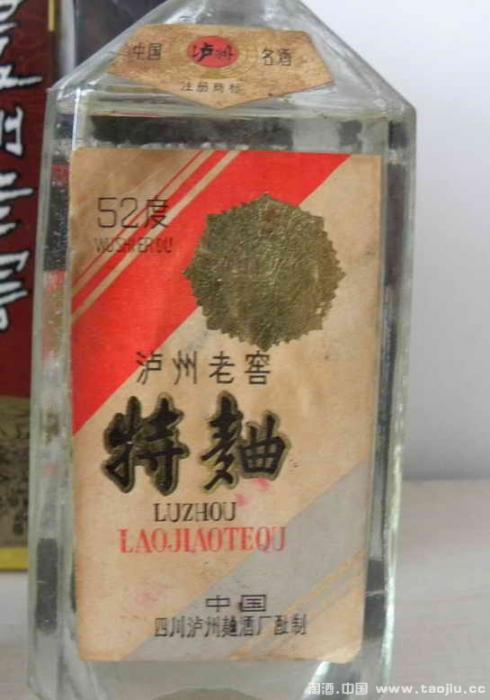 中国 泸州 名酒
注册商标
52度
WUSHIERDU
泸州老窖
特麯
LUZHOU
LAOJIAOTEQU
中国
四川泸州麯酒厂酝制
淘酒.中国 www.taojiu.cc